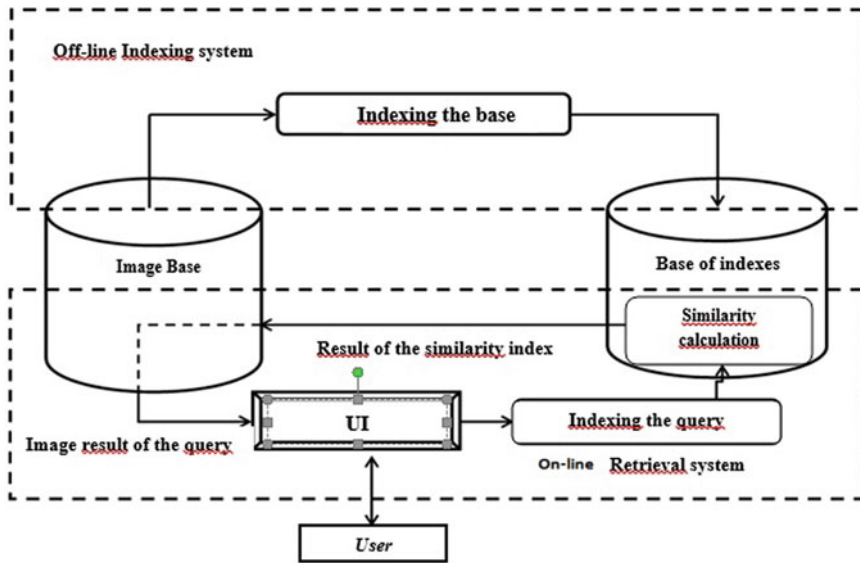 Off-line Indexing system
Indexing the base
Image Base
Base of indexes
Similarity
calculation
Result of the similarity index
UI
Indexing the query
Image result of the query
On-line Retrieval system
User